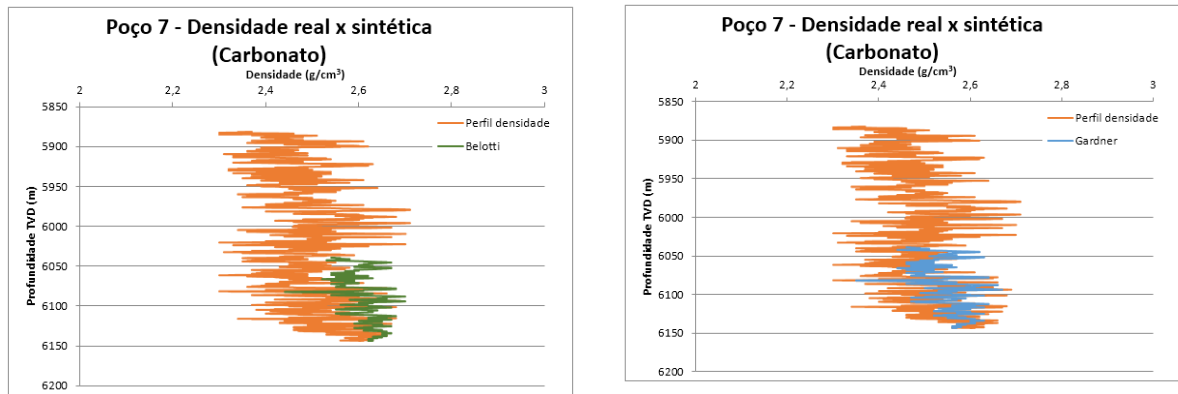 Poço 7 - Densidade real x sintética
(Carbonato)
Densidade (g/cm³)
2 2,2 2,4 2,6 2,8 3
5850
5900
5950
6000
6050
6100
6150
6200
Profundidade TVD (m)
Perfil densidade
Belotti
Poço 7 - Densidade real x sintética
(Carbonato)
Densidade (g/cm³)
2 2,2 2,4 2,6 2,8 3
5850
5900
5950
6000
6050
6100
6150
6200
Profundidade TVD (m)
Perfil densidade
Gardner